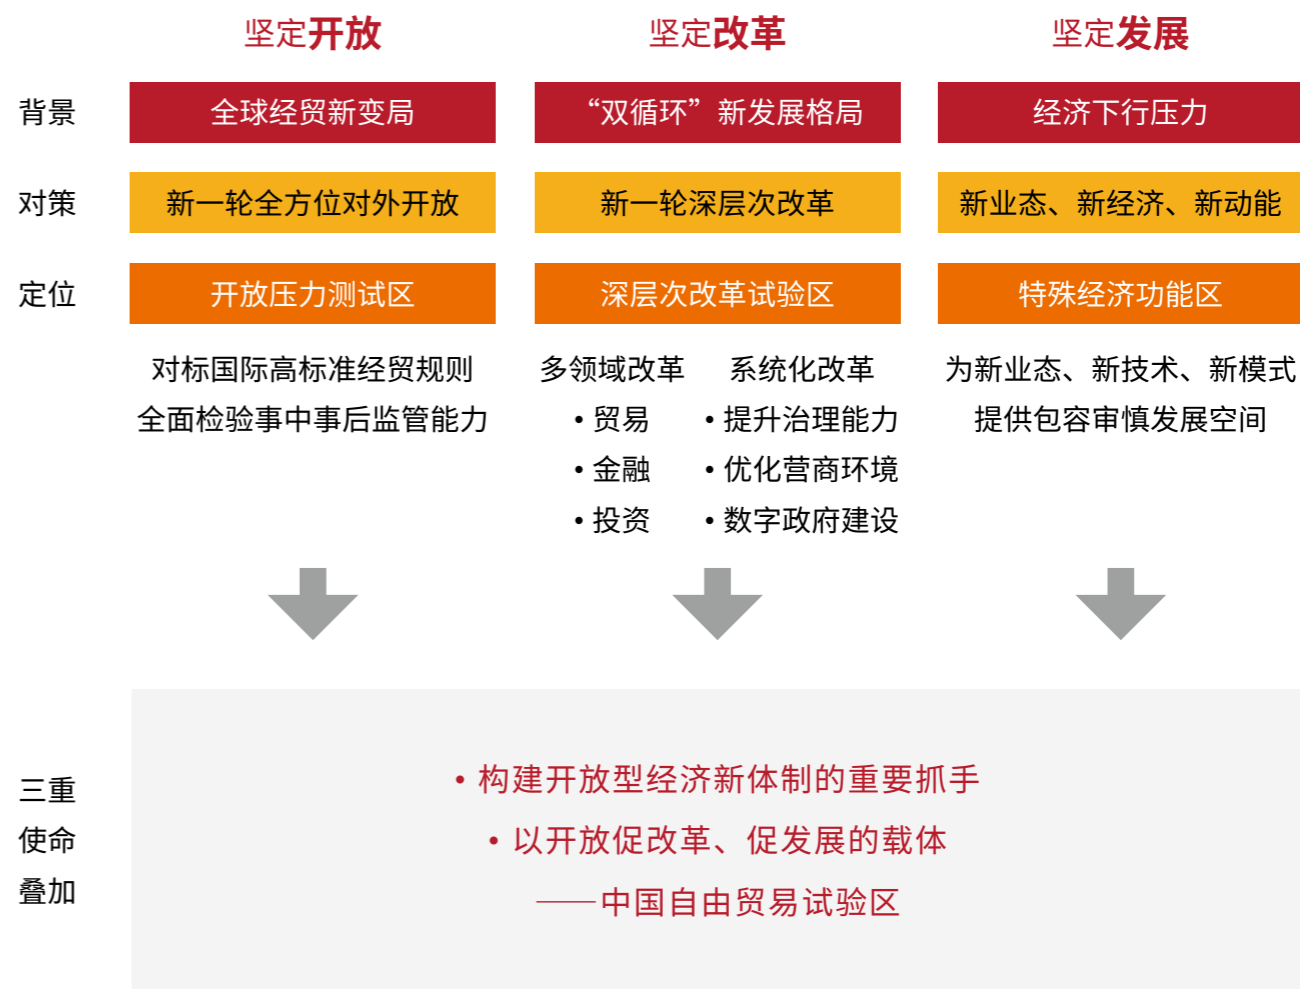 坚定开放
坚定改革
坚定发展
背景
全球经贸新变局
“双循环”新发展格局
经济下行压力
对策
新一轮全方位对外开放
新一轮深层次改革
新业态、新经济、新动能
定位
开放压力测试区
深层次改革试验区
特殊经济功能区
对标国际高标准经贸规则
全面检验事中事后监管能力
多领域改革
• 贸易
• 金融
• 投资
系统化改革
• 提升治理能力
• 优化营商环境
• 数字政府建设
为新业态、新技术、新模式
提供包容审慎发展空间
三重
使命
叠加
• 构建开放型经济新体制的重要抓手
• 以开放促改革、促发展的载体
——中国自由贸易试验区